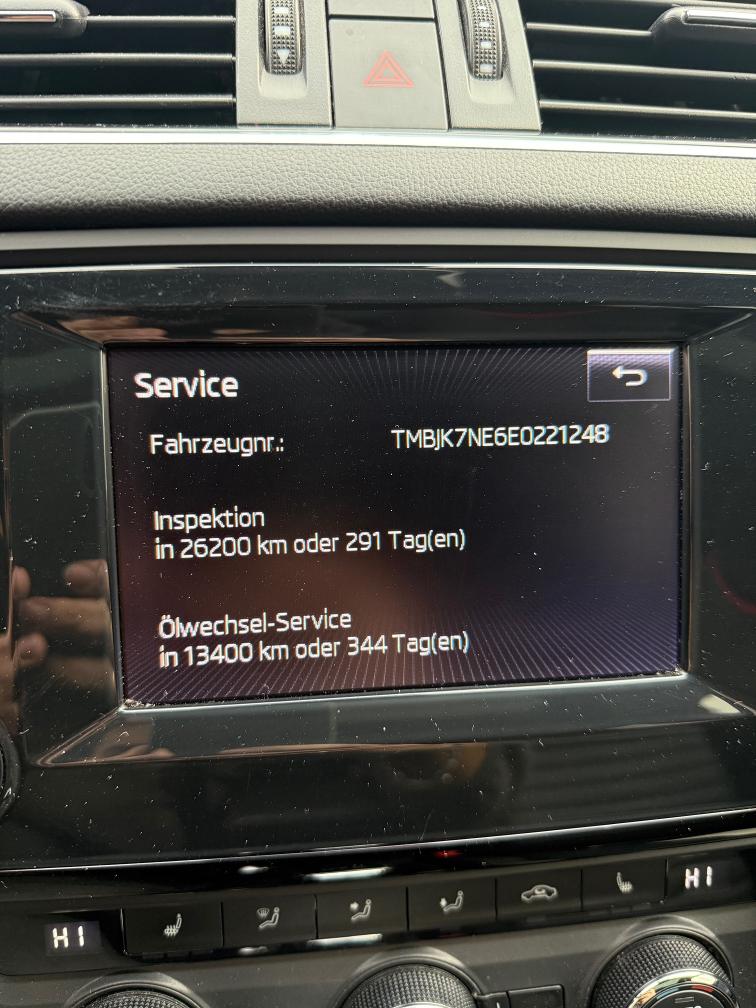 Service
Fahrzeugnr.: TMBJK7NE6E0221248
Inspektion
in 26200 km oder 291 Tag(en)
Ölwechsel-Service
in 13400 km oder 344 Tag(en)
HI HI